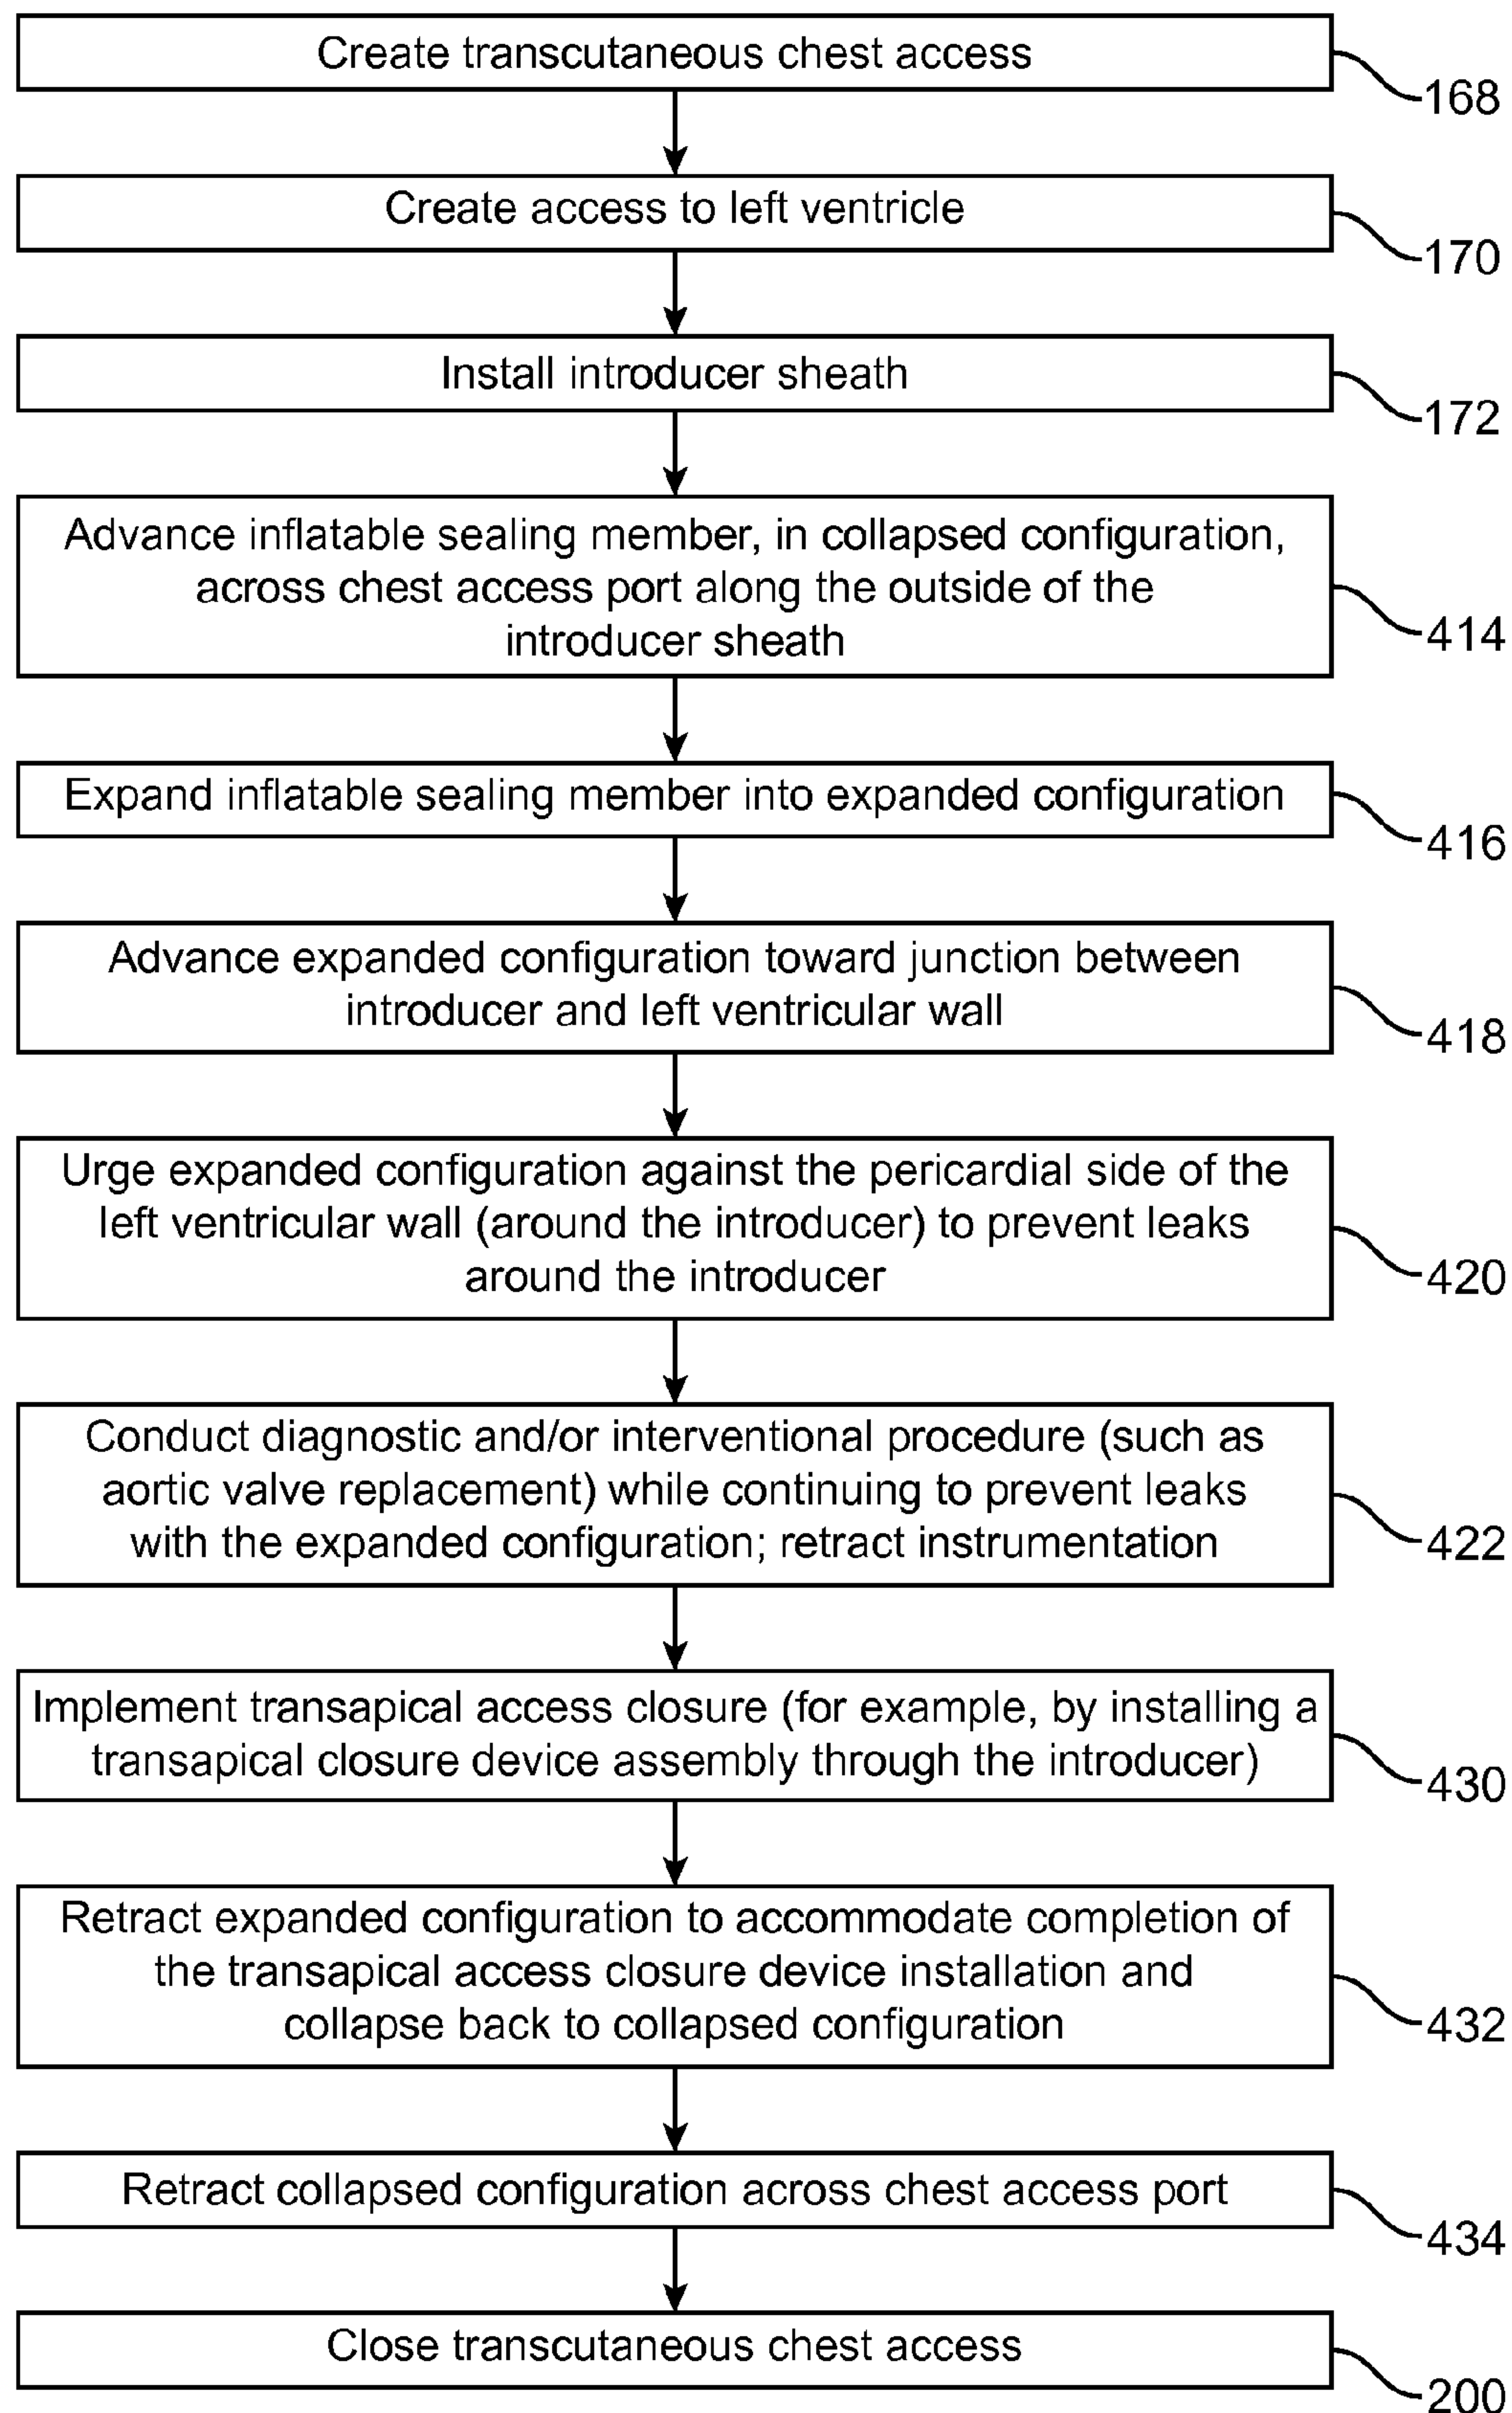 Create transcutaneous chest access
168
Create access to left ventricle
170
Install introducer sheath
172
Advance inflatable sealing member, in collapsed configuration,
across chest access port along the outside of the
introducer sheath
414
Expand inflatable sealing member into expanded configuration
416
Advance expanded configuration toward junction between
introducer and left ventricular wall
418
Urge expanded configuration against the pericardial side of the
left ventricular wall (around the introducer) to prevent leaks
around the introducer
420
Conduct diagnostic and/or interventional procedure (such as
aortic valve replacement) while continuing to prevent leaks
with the expanded configuration; retract instrumentation
422
Implement transapical access closure (for example, by installing a
transapical closure device assembly through the introducer)
430
Retract expanded configuration to accommodate completion of
the transapical access closure device installation and
collapse back to collapsed configuration
432
Retract collapsed configuration across chest access port
434
Close transcutaneous chest access
200